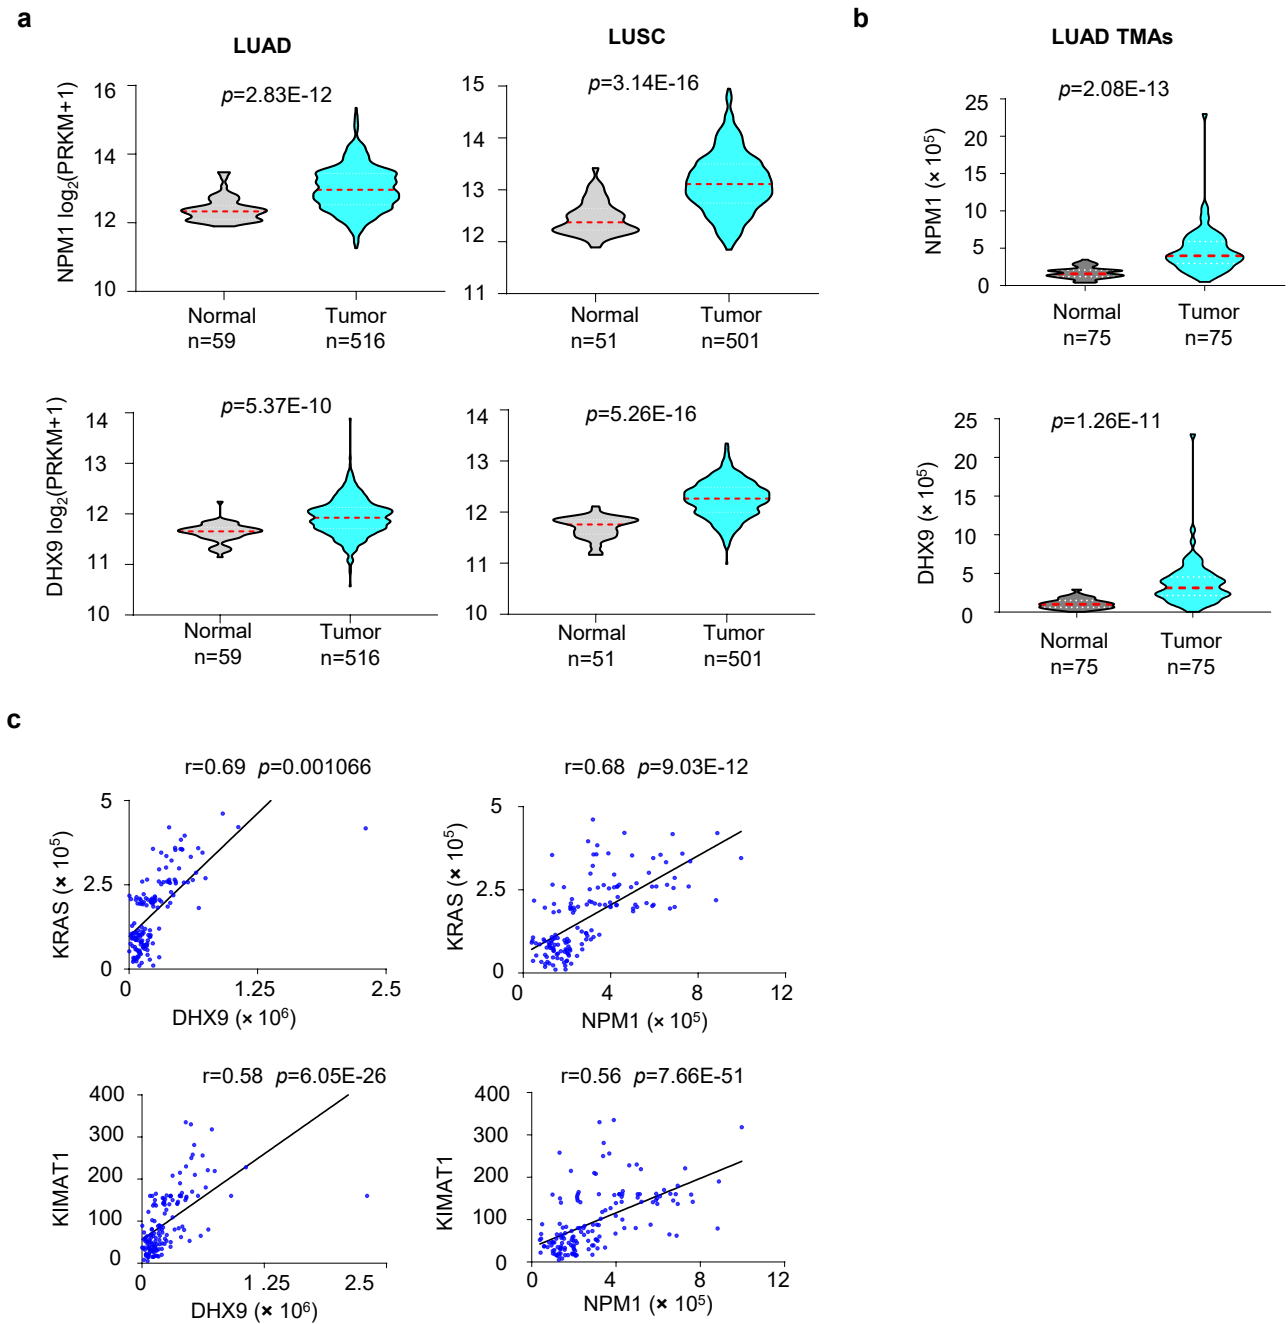 a
LUAD
LUSC
b
LUAD TMAs
NPM1 log2(PRKM+1)
16
14
12
10
p=2.83E-12
Normal
n=59
Tumor
n=516
15
14
13
12
11
p=3.14E-16
Normal
n=51
Tumor
n=501
NPM1 (× 10⁵)
25
20
15
10
5
0
p=2.08E-13
Normal
n=75
Tumor
n=75
DHX9 log2(PRKM+1)
14
13
12
11
10
p=5.37E-10
Normal
n=59
Tumor
n=516
14
13
12
11
10
p=5.26E-16
Normal
n=51
Tumor
n=501
DHX9 (× 10⁵)
25
20
15
10
5
0
p=1.26E-11
Normal
n=75
Tumor
n=75
c
r=0.69 p=0.001066
KRAS (× 10⁵)
5
2.5
0
0 1.25 2.5
DHX9 (× 10⁶)
r=0.68 p=9.03E-12
KRAS (× 10⁵)
5
2.5
0
0 4 8 12
NPM1 (× 10⁵)
r=0.58 p=6.05E-26
KIMAT1
400
300
200
100
0
0 1.25 2.5
DHX9 (× 10⁶)
r=0.56 p=7.66E-51
KIMAT1
400
300
200
100
0
0 4 8 12
NPM1 (× 10⁵)